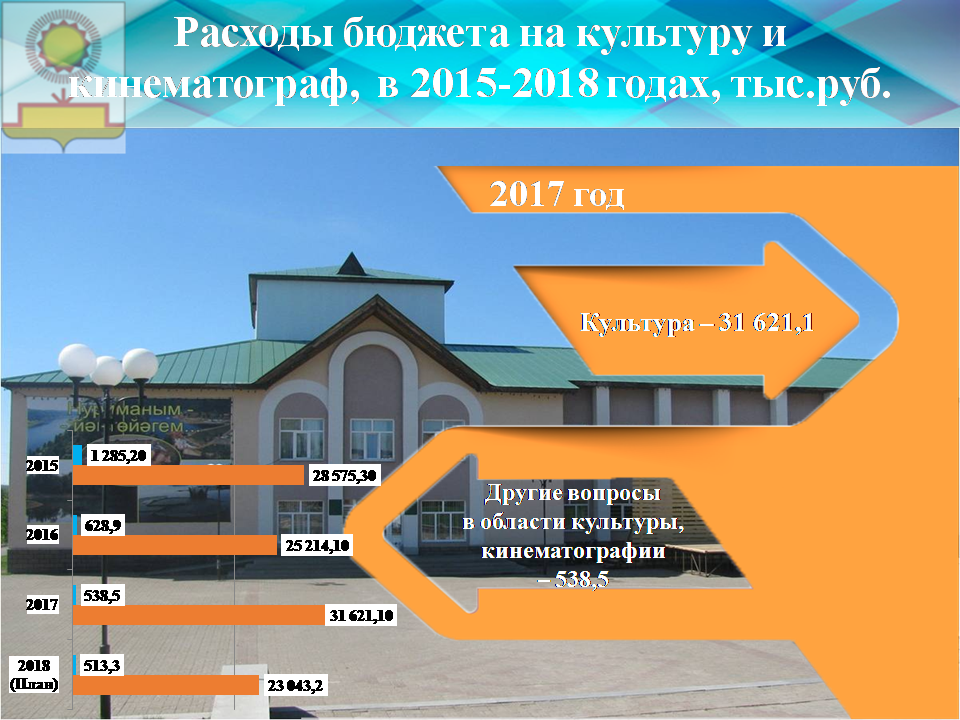 Расходы бюджета на культуру и
кинематограф, в 2015-2018 годах, тыс.руб.
2017 год
Культура – 31 621,1
Нуриманым -
Другие вопросы
в области культуры,
кинематографии
– 538,5
2015
1 285,20
28 575,30
2016
628,9
25 214,10
2017
538,5
31 621,10
2018
(План)
513,3
23 043,2